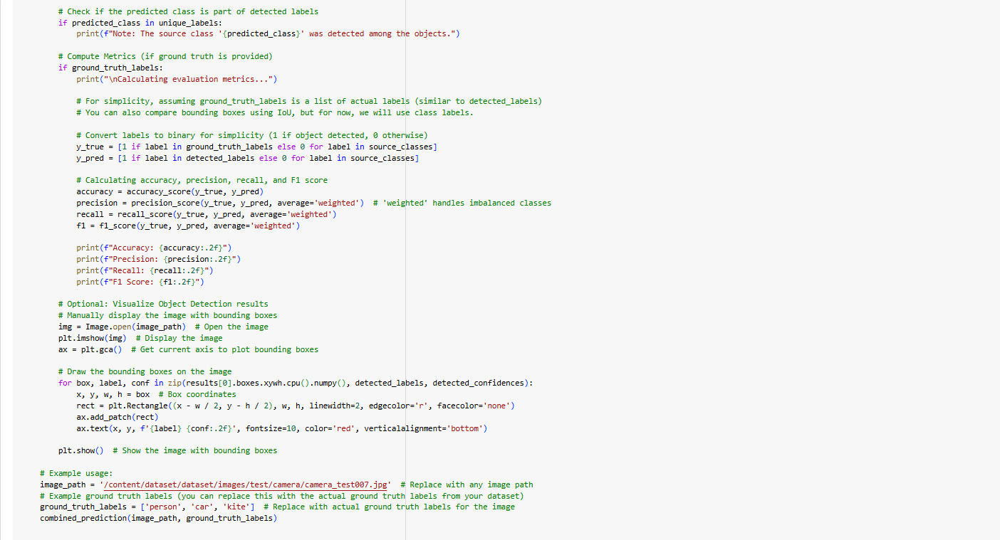 # Check if the predicted class is part of detected labels
if predicted_class in unique_labels:
print(f"Note: The source class '{predicted_class}' was detected among the objects.")
# Compute Metrics (if ground truth is provided)
if ground_truth_labels:
print("\nCalculating evaluation metrics...")
# For simplicity, assuming ground_truth_labels is a list of actual labels (similar to detected_labels)
# You can also compare bounding boxes using IoU, but for now, we will use class labels.
# Convert labels to binary for simplicity (1 if object detected, 0 otherwise)
y_true = [1 if label in ground_truth_labels else 0 for label in source_classes]
y_pred = [1 if label in detected_labels else 0 for label in source_classes]
# Calculating accuracy, precision, recall, and F1 score
accuracy = accuracy_score(y_true, y_pred)
precision = precision_score(y_true, y_pred, average='weighted')  # 'weighted' handles imbalanced classes
recall = recall_score(y_true, y_pred, average='weighted')
f1 = f1_score(y_true, y_pred, average='weighted')
print(f"Accuracy: {accuracy:.2f}")
print(f"Precision: {precision:.2f}")
print(f"Recall: {recall:.2f}")
print(f"F1 Score: {f1:.2f}")
# Optional: Visualize Object Detection results
# Manually display the image with bounding boxes
img = Image.open(image_path)  # Open the image
plt.imshow(img)  # Display the image
ax = plt.gca()  # Get current axis to plot bounding boxes
# Draw the bounding boxes on the image
for box, label, conf in zip(results[0].boxes.xywh.cpu().numpy(), detected_labels, detected_confidences):
x, y, w, h = box  # Box coordinates
rect = plt.Rectangle((x - w / 2, y - h / 2), w, h, linewidth=2, edgecolor='r', facecolor='none')
ax.add_patch(rect)
ax.text(x, y, f'{label} {conf:.2f}', fontsize=10, color='red', verticalalignment='bottom')
plt.show()  # Show the image with bounding boxes
# Example usage:
image_path = '/content/dataset/dataset/images/test/camera/camera_test007.jpg'  # Replace with any image path
# Example ground truth labels (you can replace this with the actual ground truth labels from your dataset)
ground_truth_labels = ['person', 'car', 'kite']  # Replace with actual ground truth labels for the image
combined_prediction(image_path, ground_truth_labels)